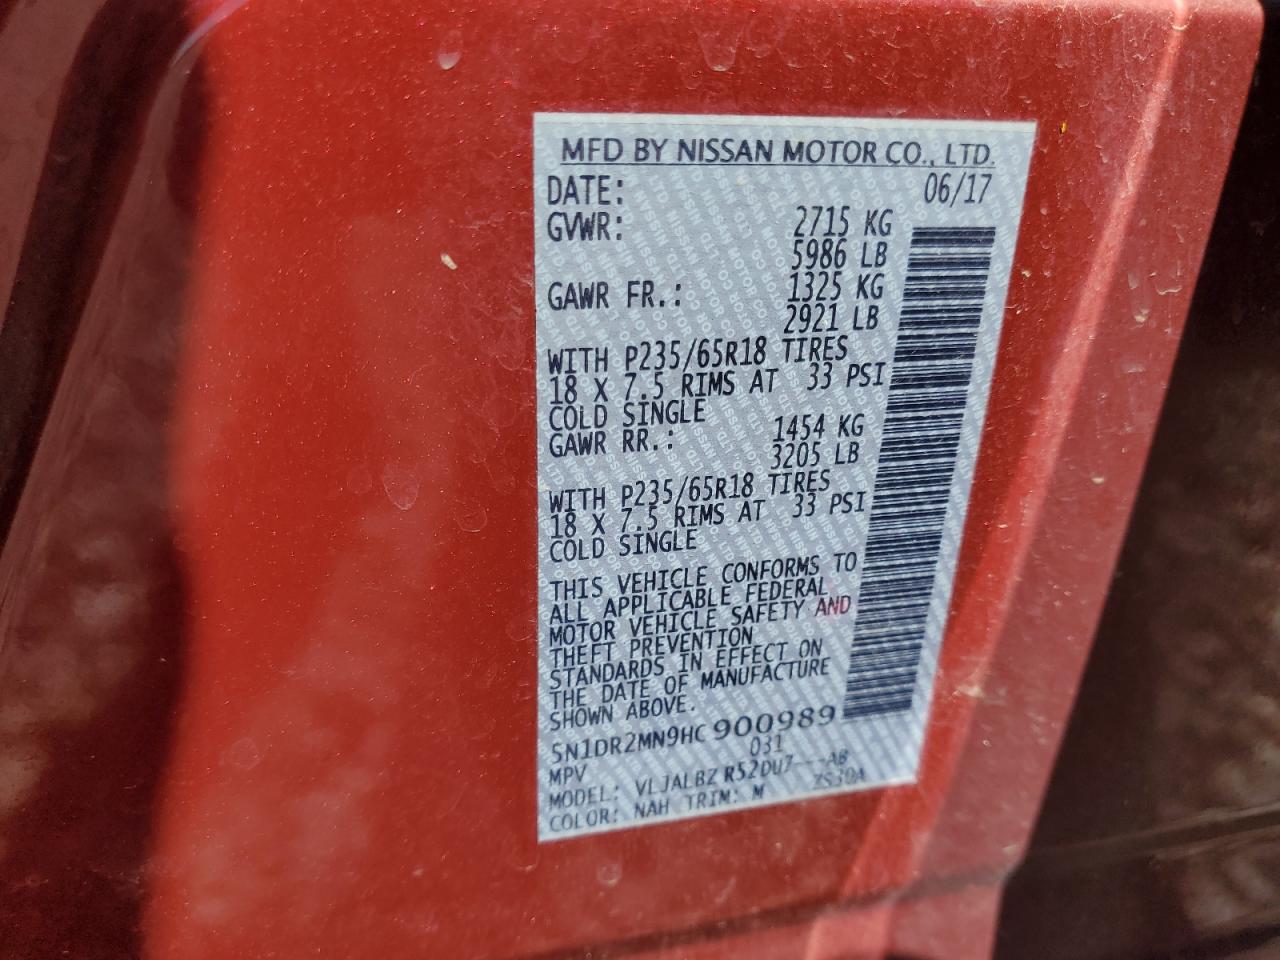 MFD BY NISSAN MOTOR CO., LTD.
DATE: 06/17
GVWR: 2715 KG
5986 LB
GAWR FR.: 1325 KG
2921 LB
WITH P235/65R18 TIRES
18 X 7.5 RIMS AT 33 PSI
COLD SINGLE
GAWR RR.: 1454 KG
3205 LB
WITH P235/65R18 TIRES
18 X 7.5 RIMS AT 33 PSI
COLD SINGLE
THIS VEHICLE CONFORMS TO
ALL APPLICABLE FEDERAL
MOTOR VEHICLE SAFETY AND
THEFT PREVENTION
STANDARDS IN EFFECT ON
THE DATE OF MANUFACTURE
SHOWN ABOVE.
5N1DR2MN9HC900989
MPV 031
MODEL: VLJALBZ R52DU7---AB
COLOR: NAH TRIM: M